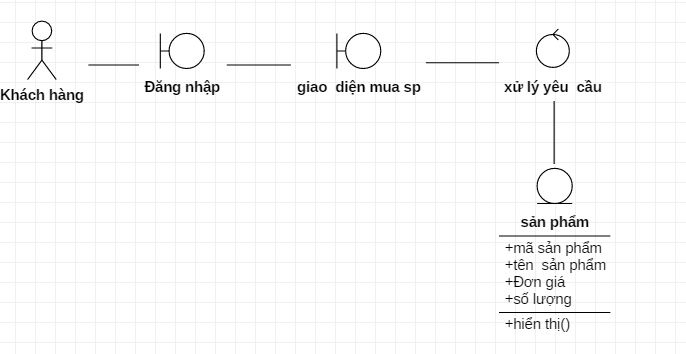 Khách hàng
Đăng nhập
giao diện mua sp
xử lý yêu cầu
sản phẩm
+mã sản phẩm
+tên sản phẩm
+Đơn giá
+số lượng
+hiển thị()